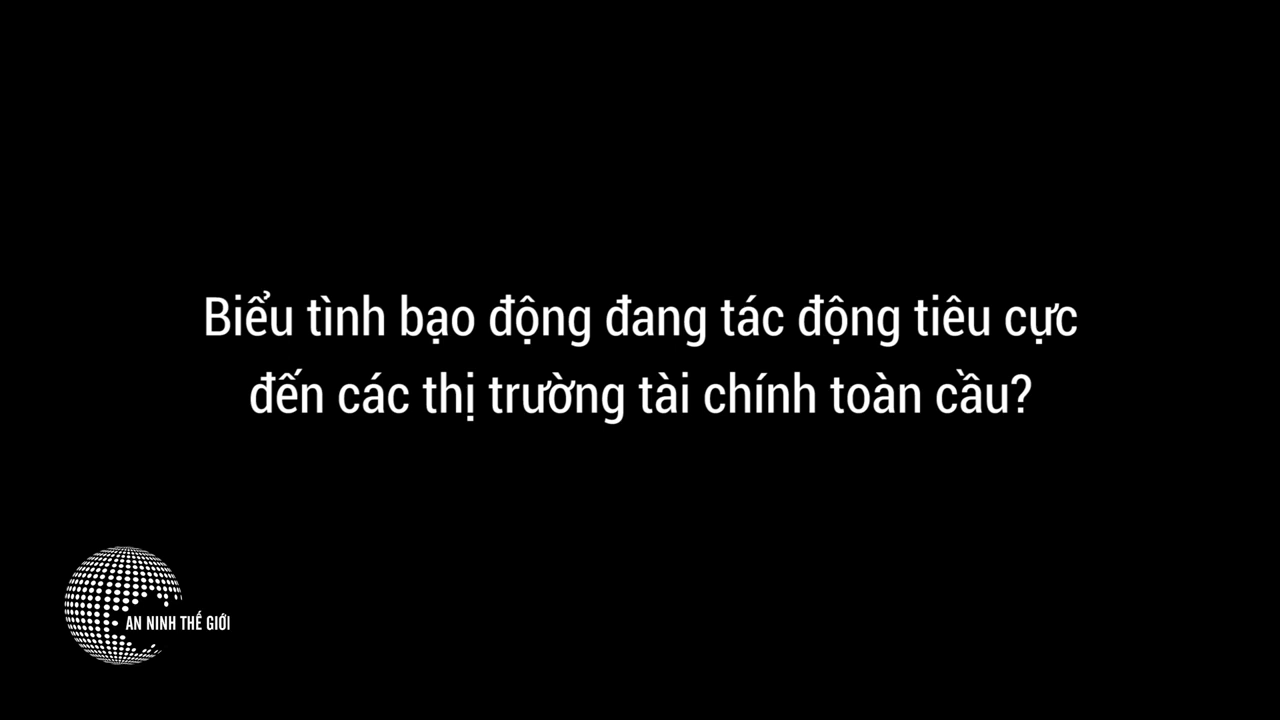 Biểu tình bạo động đang tác động tiêu cực
đến các thị trường tài chính toàn cầu?
AN NINH THẾ GIỚI